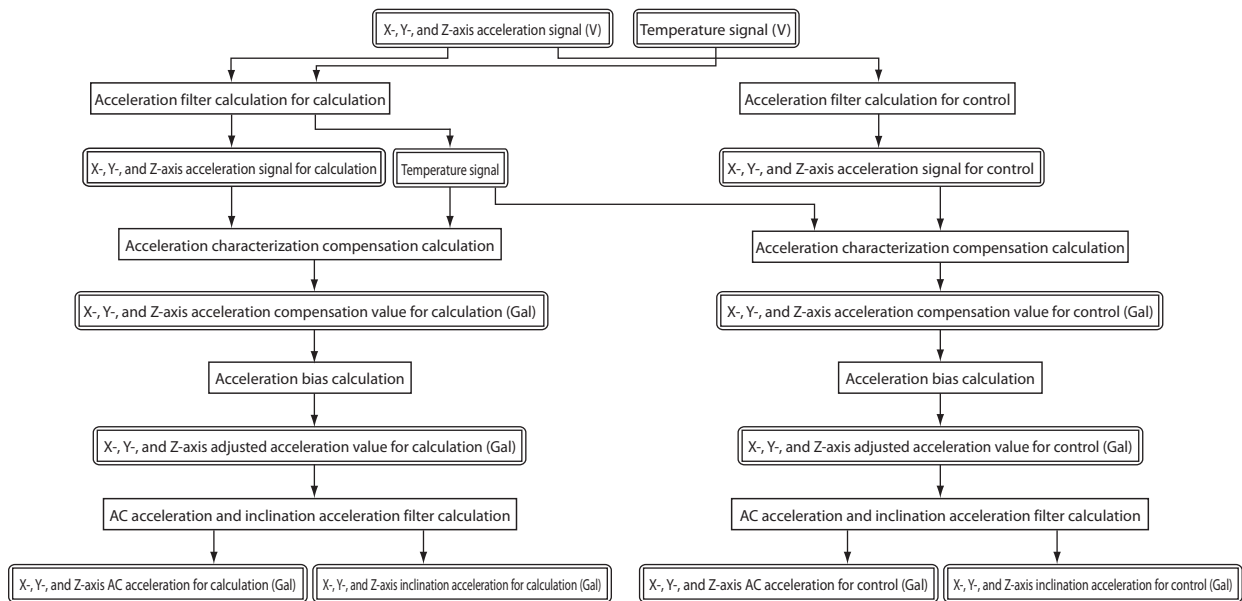 X-, Y-, and Z-axis acceleration signal (V)
Temperature signal (V)
Acceleration filter calculation for calculation
Acceleration filter calculation for control
X-, Y-, and Z-axis acceleration signal for calculation
Temperature signal
X-, Y-, and Z-axis acceleration signal for control
Acceleration characterization compensation calculation
Acceleration characterization compensation calculation
X-, Y-, and Z-axis acceleration compensation value for calculation (Gal)
X-, Y-, and Z-axis acceleration compensation value for control (Gal)
Acceleration bias calculation
Acceleration bias calculation
X-, Y-, and Z-axis adjusted acceleration value for calculation (Gal)
X-, Y-, and Z-axis adjusted acceleration value for control (Gal)
AC acceleration and inclination acceleration filter calculation
AC acceleration and inclination acceleration filter calculation
X-, Y-, and Z-axis AC acceleration for calculation (Gal)
X-, Y-, and Z-axis inclination acceleration for calculation (Gal)
X-, Y-, and Z-axis AC acceleration for control (Gal)
X-, Y-, and Z-axis inclination acceleration for control (Gal)